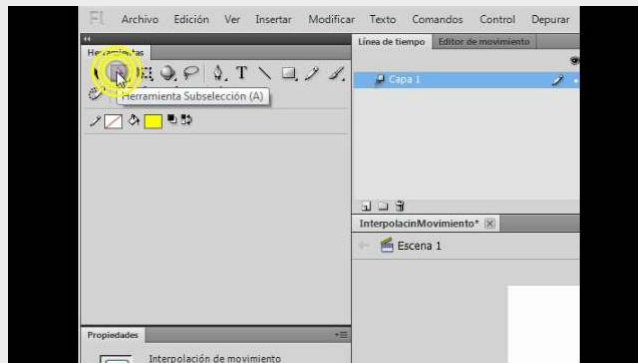 Fl Archivo Edición Ver Insertar Modificar Texto Comandos Control Depurar
Herramientas
Línea de tiempo Editor de movimiento
Capa 1
T
Herramienta Subselección (A)
InterpolacinMovimiento*
Escena 1
Propiedades
Interpolación de movimiento